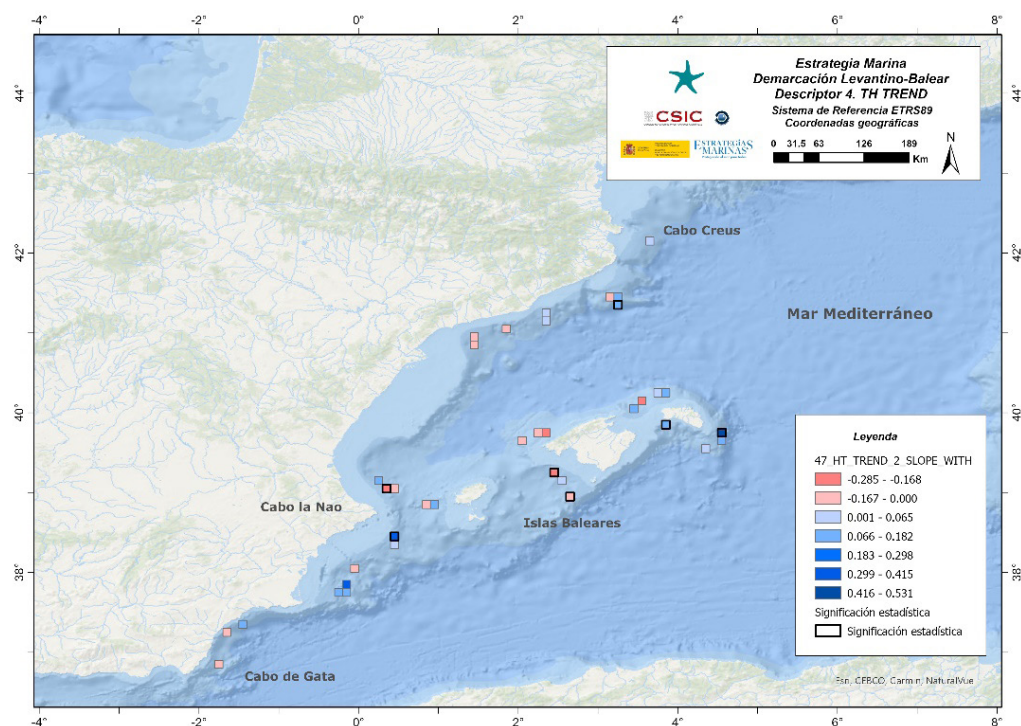 -4° -2° 0° 2° 4° 6° 8°
Estrategia Marina
Demarcación Levantino-Balear
Descriptor 4. TH TREND
Sistema de Referencia ETRS89
Coordenadas geográficas
CSIC
ESTRATEGIAS
MARINAS
0 31.5 63 126 189
Km
N
44° 44°
Cabo Creus
42° 42°
Mar Mediterráneo
40° 40°
Leyenda
47_HT_TREND_2_SLOPE_WITH
-0.285 - -0.168
-0.167 - 0.000
0.001 - 0.065
0.066 - 0.182
0.183 - 0.298
0.299 - 0.415
0.416 - 0.531
Significación estadística
Significación estadística
Cabo la Nao
Islas Baleares
38° 38°
Cabo de Gata
Esri, GEBCO, Garmin, NaturalVue
-4° -2° 0° 2° 4° 6° 8°